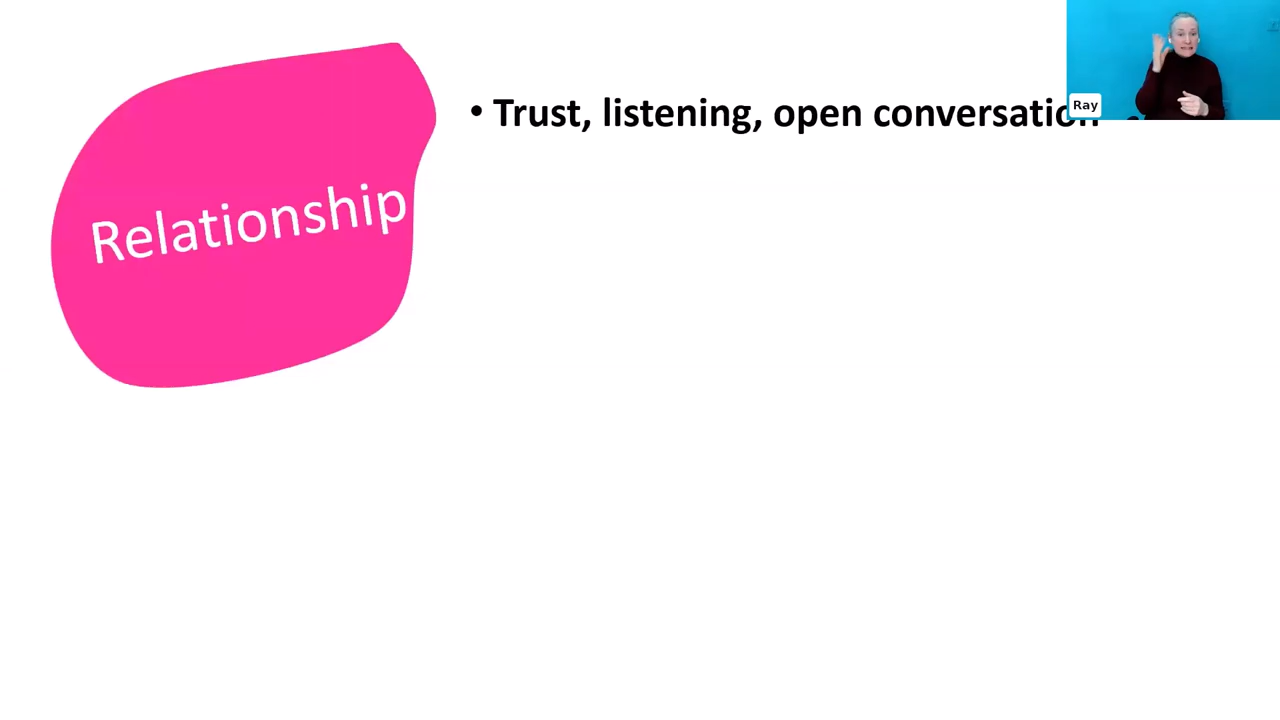 Relationship
• Trust, listening, open conversation
Ray